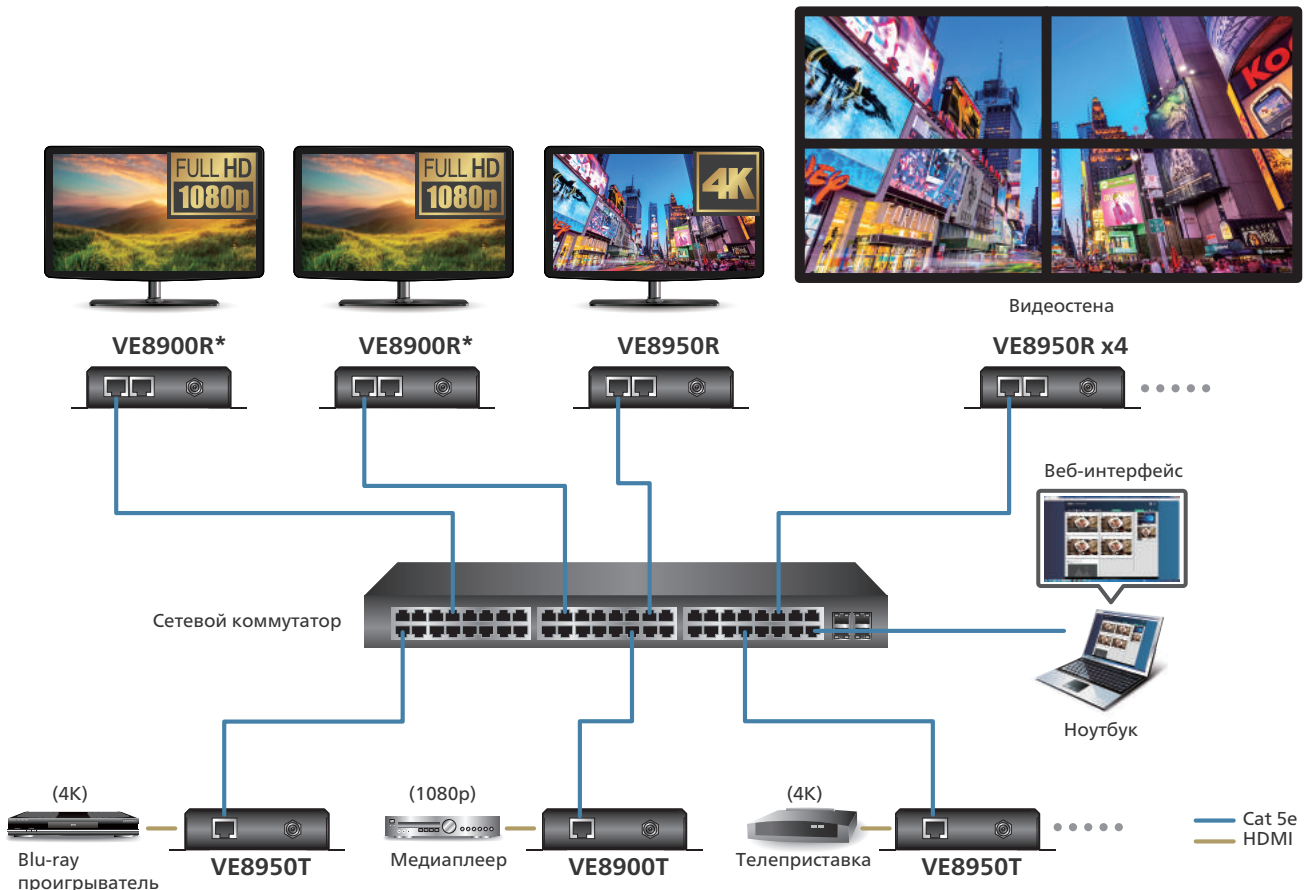 FULL HD
1080p
FULL HD
1080p
4K
KO
Видеостена
VE8900R*
VE8900R*
VE8950R
VE8950R x4
Веб-интерфейс
Сетевой коммутатор
Ноутбук
(4K)
(1080p)
(4K)
Cat 5e
HDMI
Blu-ray
проигрыватель
VE8950T
Медиаплеер
VE8900T
Телеприставка
VE8950T